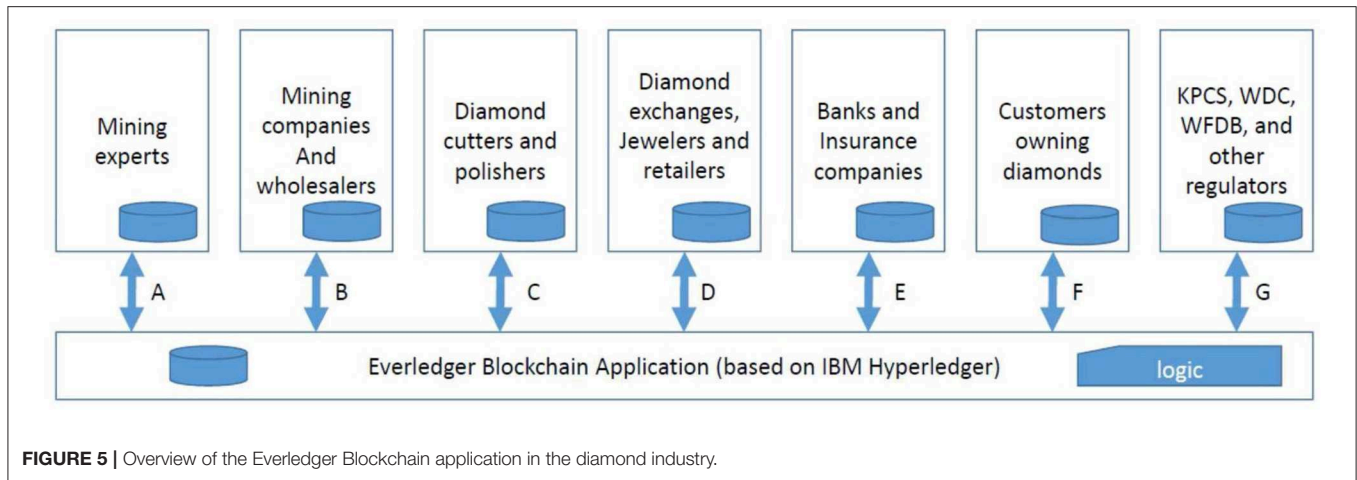 Mining
experts
Mining
companies
And
wholesalers
Diamond
cutters and
polishers
Diamond
exchanges,
Jewelers and
retailers
Banks and
Insurance
companies
Customers
owning
diamonds
KPCS, WDC,
WFDB, and
other
regulators
A
B
C
D
E
F
G
Everledger Blockchain Application (based on IBM Hyperledger)
logic
FIGURE 5 | Overview of the Everledger Blockchain application in the diamond industry.